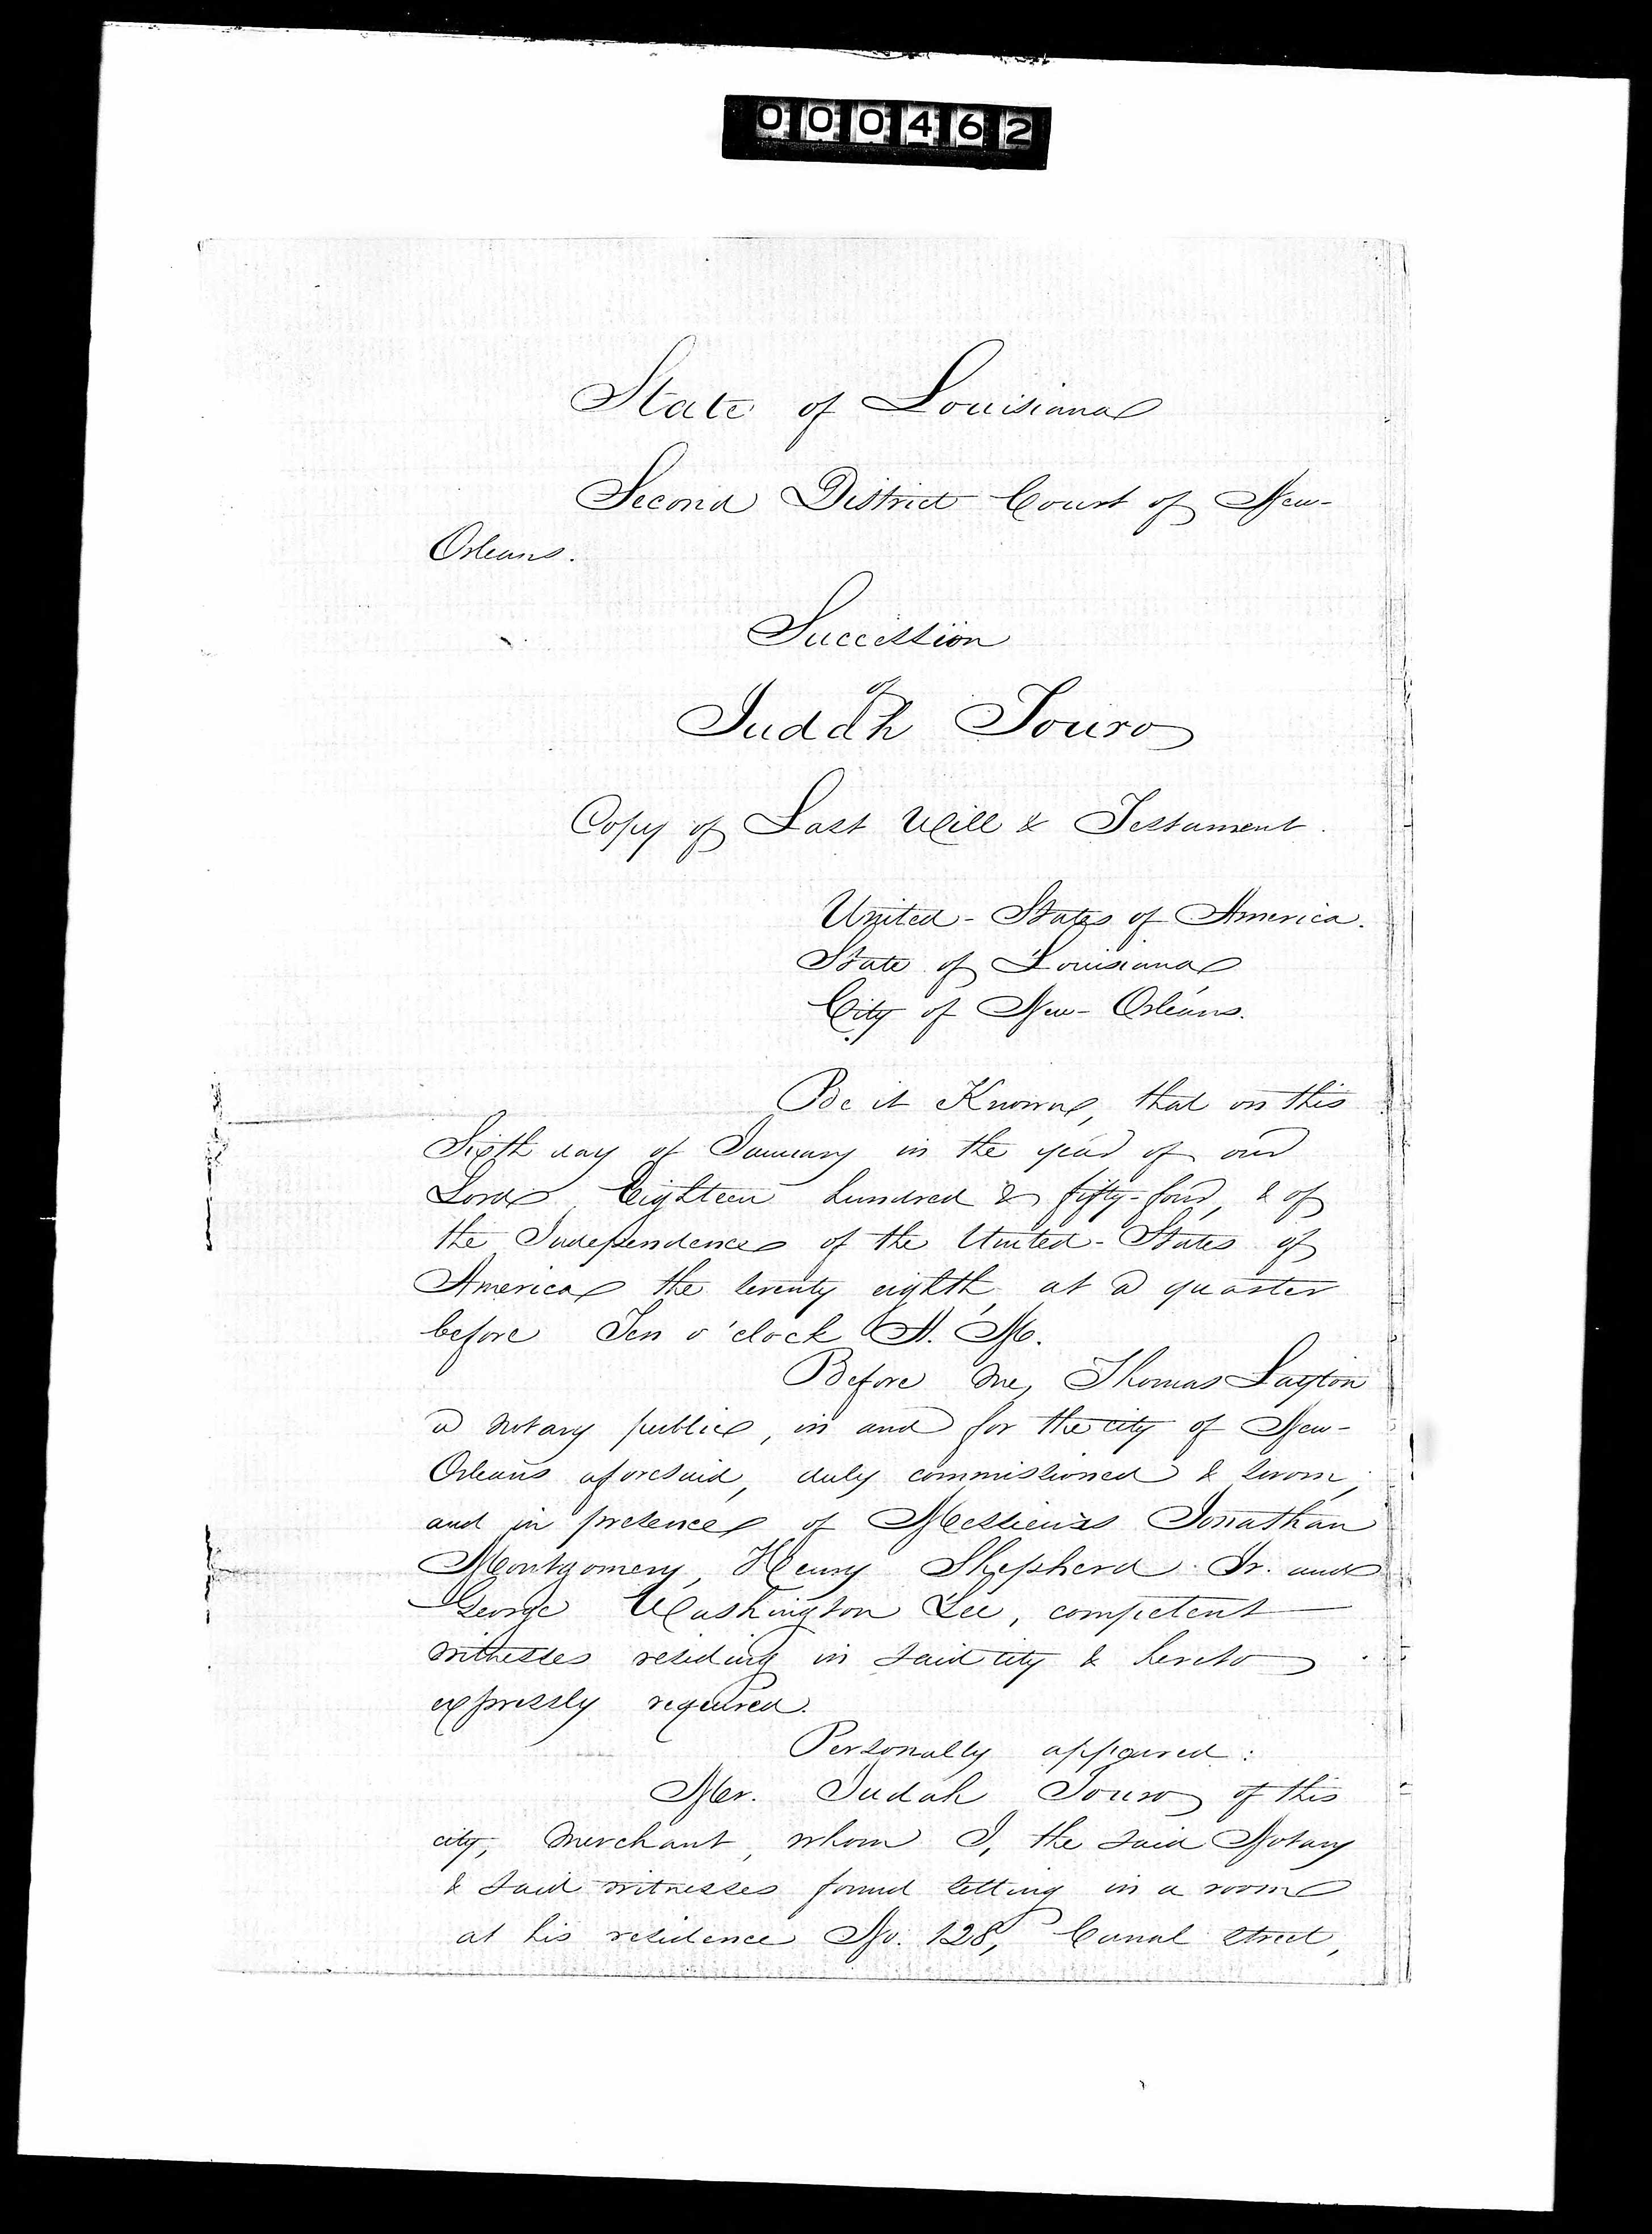 000462
State of Louisiana
Second District Court of New-
Orleans.
Succession
of
Judah Touro
Copy of Last Will & Testament.
United-States of America.
State of Louisiana
City of New-Orleans.
Be it Known, that on this
Sixth day of January in the year of our
Lord Eighteen hundred & fifty-four, & of
the Independence of the United-States of
America the seventy eighth, at a quarter
before Ten o'clock A. M.
Before me, Thomas Layton
a notary public, in and for the city of New-
Orleans aforesaid, duly commissioned & sworn,
and in presence of Messieurs Jonathan
Montgomery, Henry Shepherd Jr. and
George Washington Lee, competent
witnesses residing in said city & hereto
expressly required.
Personally appeared:
Mr. Judah Touro of this
city, Merchant, whom I, the said Notary
& said witnesses found setting in a room
at his residence No. 128, Canal street,